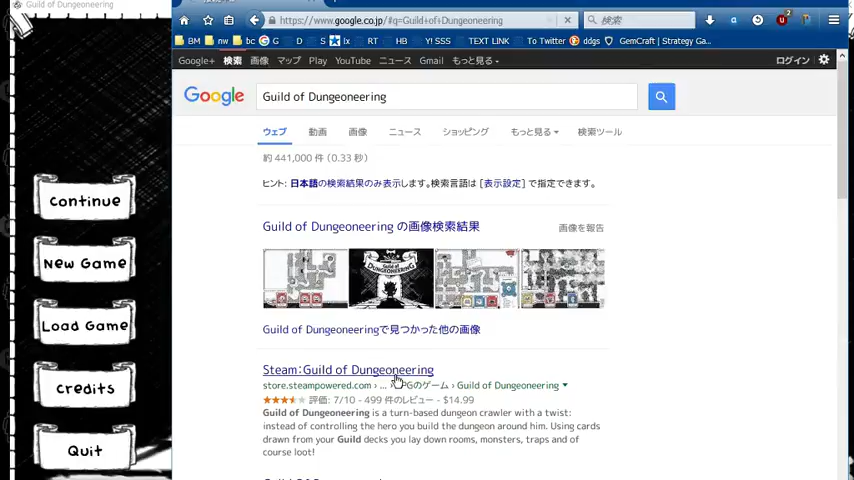 Guild of Dungeoneering
https://www.google.co.jp/#q=Guild+of+Dungeoneering
検索
BM nw bc G D S lx RT HB Y! SSS TEXT LINK To Twitter ddgs GemCraft | Strategy Ga...
Google+ 検索 画像 マップ Play YouTube ニュース Gmail もっと見る ログイン
Google Guild of Dungeoneering
ウェブ 動画 画像 ニュース ショッピング もっと見る 検索ツール
約 441,000 件 (0.33 秒)
ヒント: 日本語の検索結果のみ表示します。検索言語は [表示設定] で指定できます。
Guild of Dungeoneering の画像検索結果 画像を報告
Guild of
DUNGEONEERING
Guild of Dungeoneeringで見つかった他の画像
Steam:Guild of Dungeoneering
store.steampowered.com › ... › PGのゲーム › Guild of Dungeoneering
評価: 7/10 - 499 件のレビュー - $14.99
Guild of Dungeoneering is a turn-based dungeon crawler with a twist:
instead of controlling the hero you build the dungeon around him. Using cards
drawn from your Guild decks you lay down rooms, monsters, traps and of
course loot!
Continue
New Game
Load Game
Credits
Quit